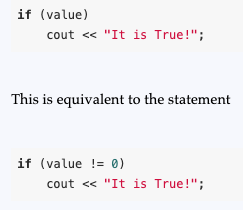 if (value)
    cout << "It is True!";
This is equivalent to the statement
if (value != 0)
    cout << "It is True!";